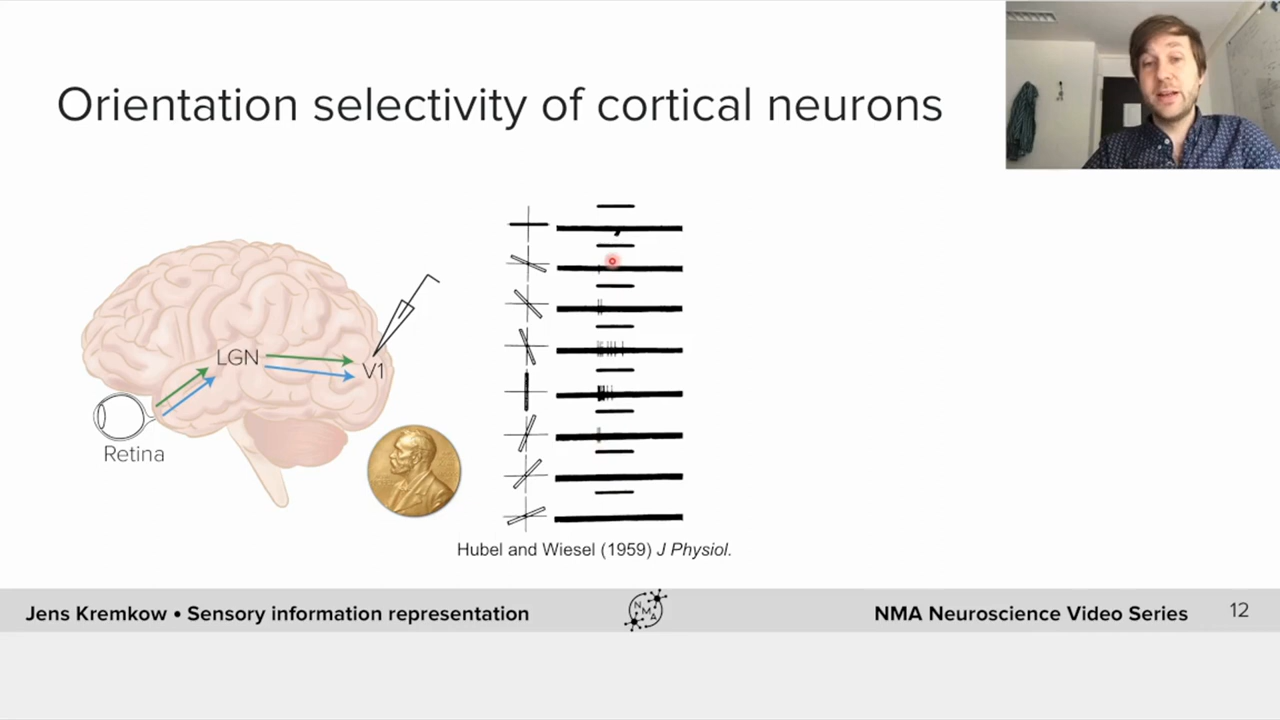 Orientation selectivity of cortical neurons
LGN
V1
Retina
Hubel and Wiesel (1959) J Physiol.
Jens Kremkow • Sensory information representation
NMA
NMA Neuroscience Video Series
12